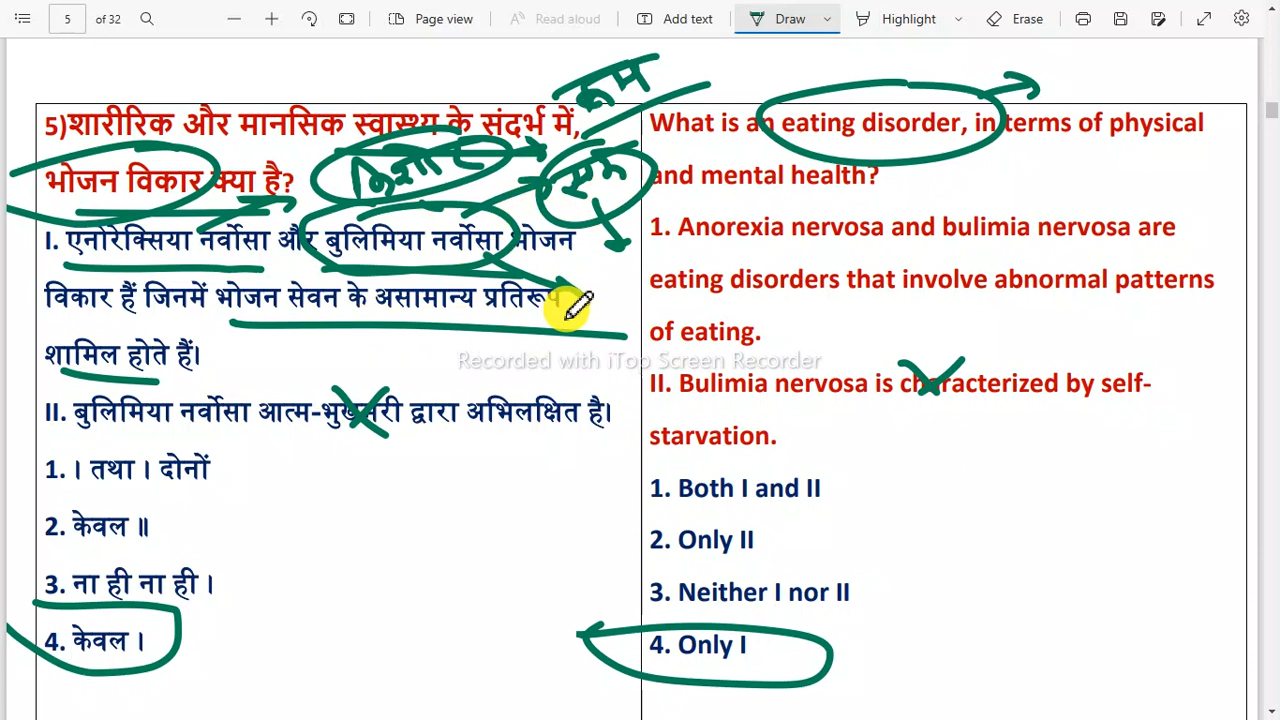 5 of 32 Page view Read aloud Add text Draw Highlight Erase
5)शारीरिक और मानसिक स्वास्थ्य के संदर्भ में,
भोजन विकार क्या है?
I. एनोरेक्सिया नर्वोसा और बुलिमिया नर्वोसा भोजन
विकार हैं जिनमें भोजन सेवन के असामान्य प्रतिरूप
शामिल होते हैं।
II. बुलिमिया नर्वोसा आत्म-भुखमरी द्वारा अभिलक्षित है।
1. । तथा । दोनों
2. केवल ॥
3. ना ही ना ही ।
4. केवल ।
कम
What is an eating disorder, in terms of physical
and mental health?
1. Anorexia nervosa and bulimia nervosa are
eating disorders that involve abnormal patterns
of eating.
II. Bulimia nervosa is characterized by self-
starvation.
1. Both I and II
2. Only II
3. Neither I nor II
4. Only I
Recorded with iTop Screen Recorder